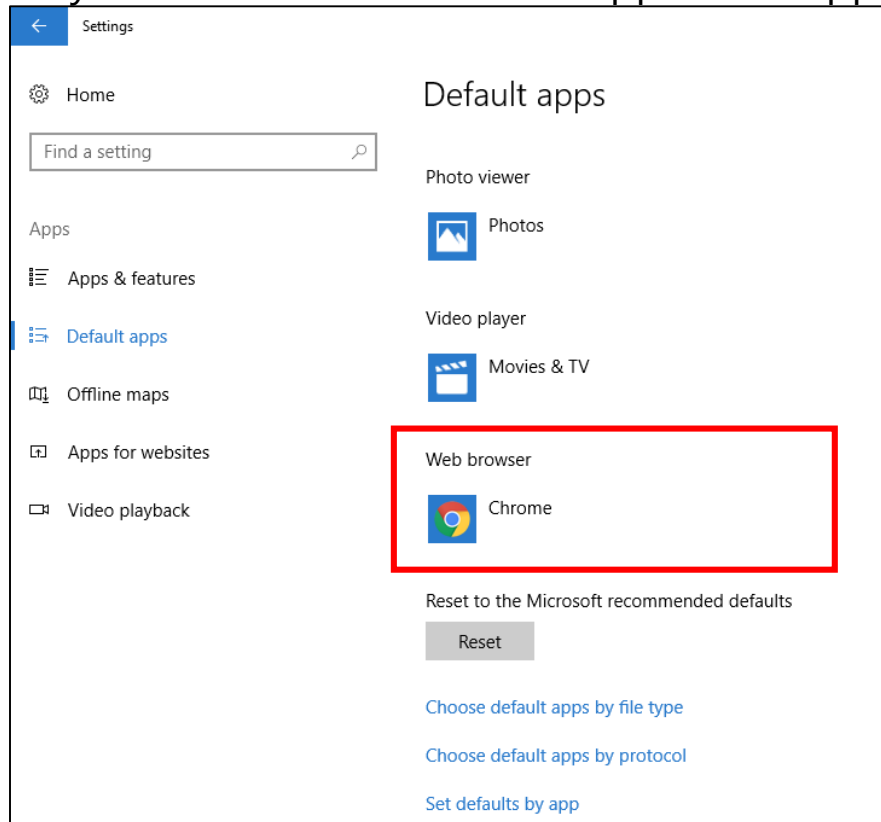 Settings
Home
Find a setting
Apps
Apps & features
Default apps
Offline maps
Apps for websites
Video playback
Default apps
Photo viewer
Photos
Video player
Movies & TV
Web browser
Chrome
Reset to the Microsoft recommended defaults
Reset
Choose default apps by file type
Choose default apps by protocol
Set defaults by app